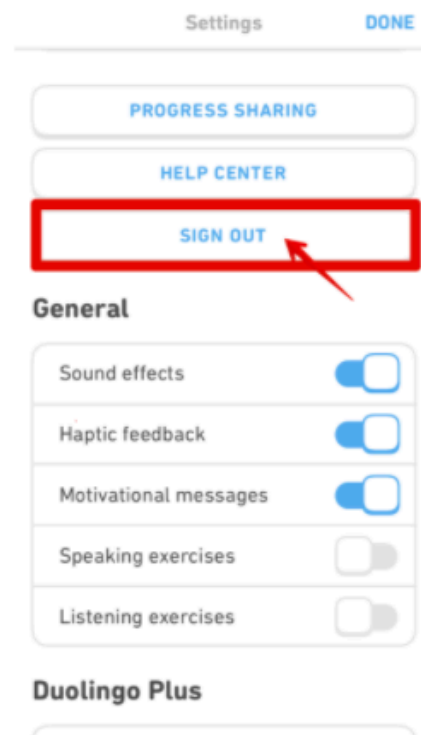 Settings
DONE
PROGRESS SHARING
HELP CENTER
SIGN OUT
General
Sound effects
Haptic feedback
Motivational messages
Speaking exercises
Listening exercises
Duolingo Plus